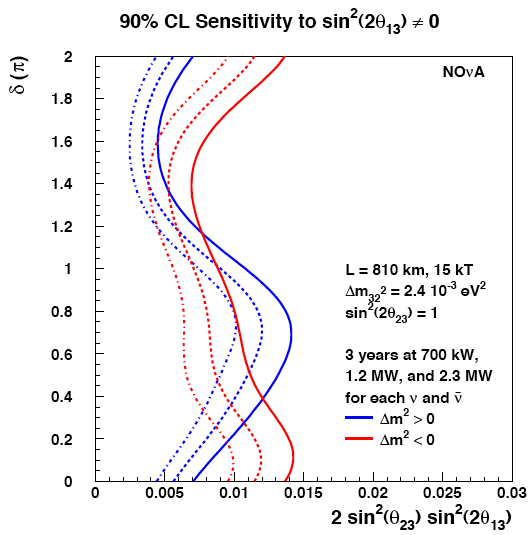 90% CL Sensitivity to sin²(2θ₁₃) ≠ 0
δ (π)
NOνA
2
1.8
1.6
1.4
1.2
1
0.8
0.6
0.4
0.2
0
L = 810 km, 15 kT
Δm₃₂² = 2.4 10⁻³ eV²
sin²(2θ₂₃) = 1
3 years at 700 kW,
1.2 MW, and 2.3 MW
for each ν and ν̄
Δm² > 0
Δm² < 0
0 0.005 0.01 0.015 0.02 0.025 0.03
2 sin²(θ₂₃) sin²(2θ₁₃)